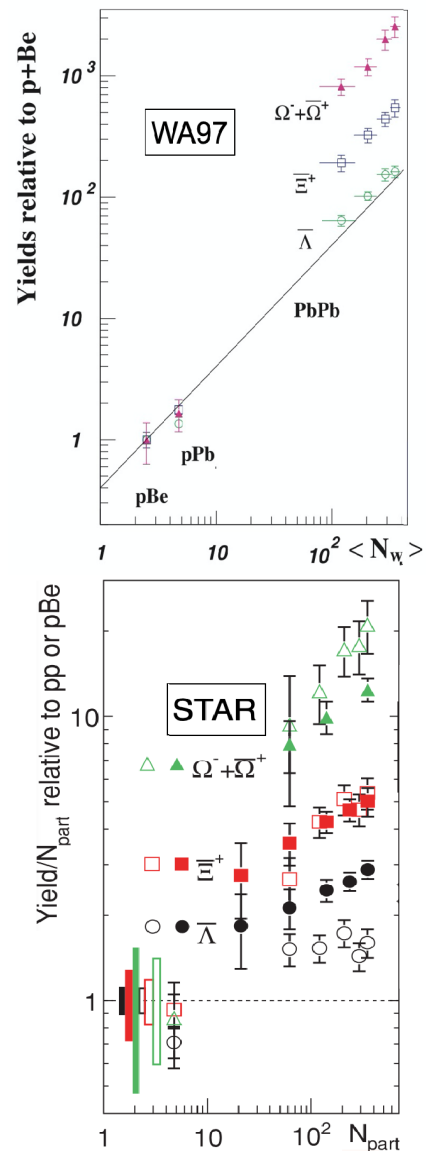 Yields relative to p+Be
10³
10²
10
1
WA97
Ω⁻+Ω̅⁺
Ξ̅⁺
Λ̅
PbPb
pPb
pBe
1 10 10² < N_w >
Yield/N_part relative to pp or pBe
10
1
STAR
Ω⁻+Ω̅⁺
Ξ̅⁺
Λ̅
1 10 10² N_part